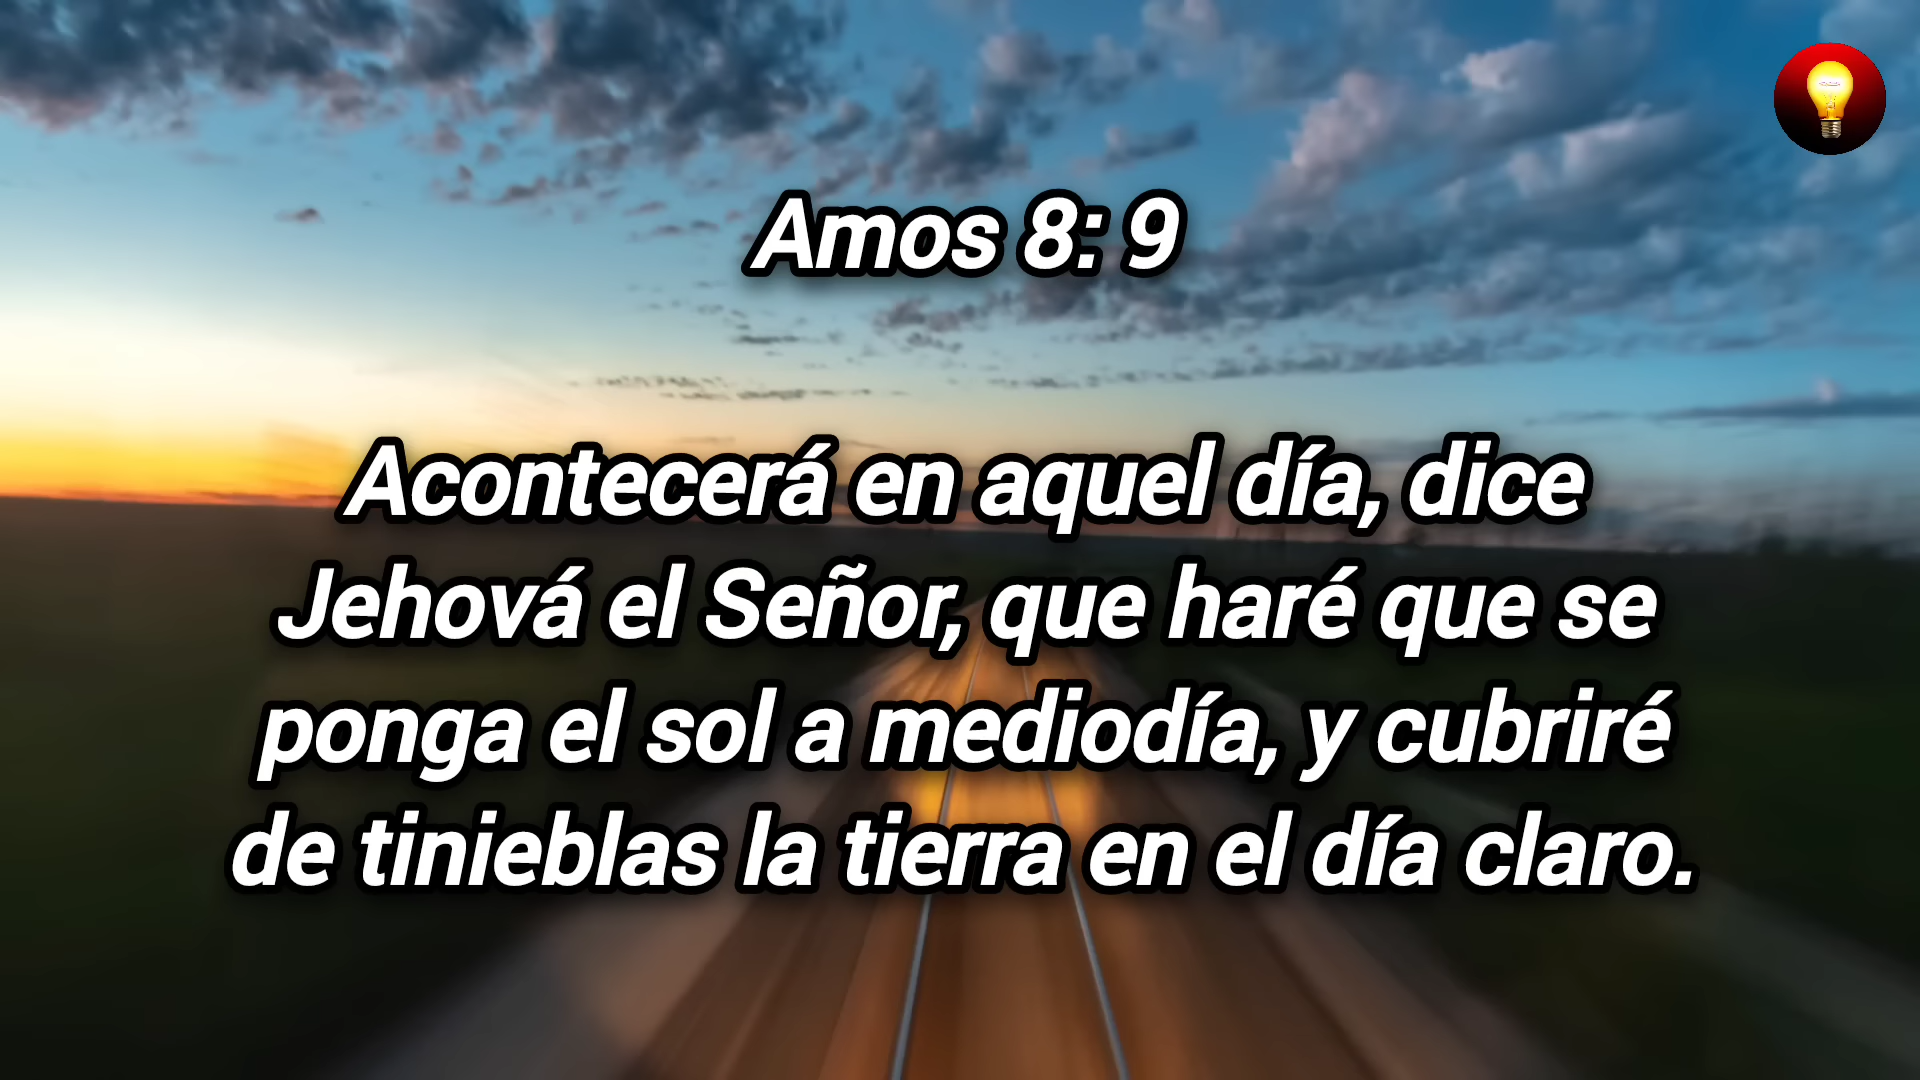 Amos 8: 9
Acontecerá en aquel día, dice
Jehová el Señor, que haré que se
ponga el sol a mediodía, y cubriré
de tinieblas la tierra en el día claro.